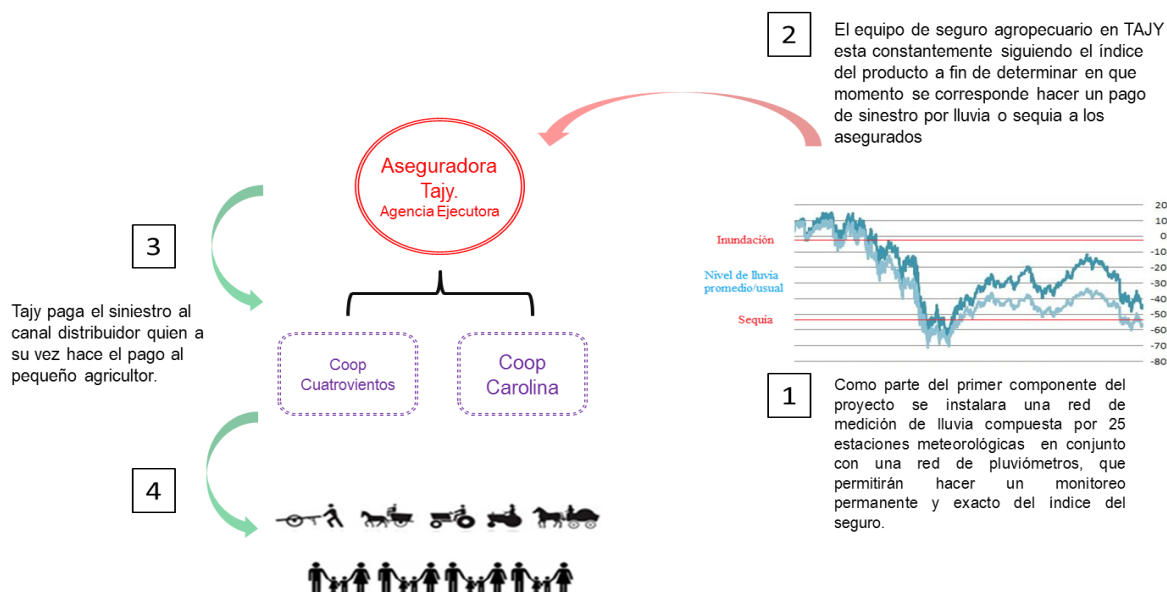 2
El equipo de seguro agropecuario en TAJY
esta constantemente siguiendo el índice
del producto a fin de determinar en que
momento se corresponde hacer un pago
de sinestro por lluvia o sequia a los
asegurados
Aseguradora
Tajy.
Agencia Ejecutora
3
Tajy paga el siniestro al
canal distribuidor quien a
su vez hace el pago al
pequeño agricultor.
Coop
Cuatrovientos
Coop
Carolina
Inundación
Nivel de lluvia
promedio/usual
Sequía
20
10
0
-10
-20
-30
-40
-50
-60
-70
-80
1
Como parte del primer componente del
proyecto se instalara una red de
medición de lluvia compuesta por 25
estaciones meteorológicas en conjunto
con una red de pluviómetros, que
permitirán hacer un monitoreo
permanente y exacto del índice del
seguro.
4